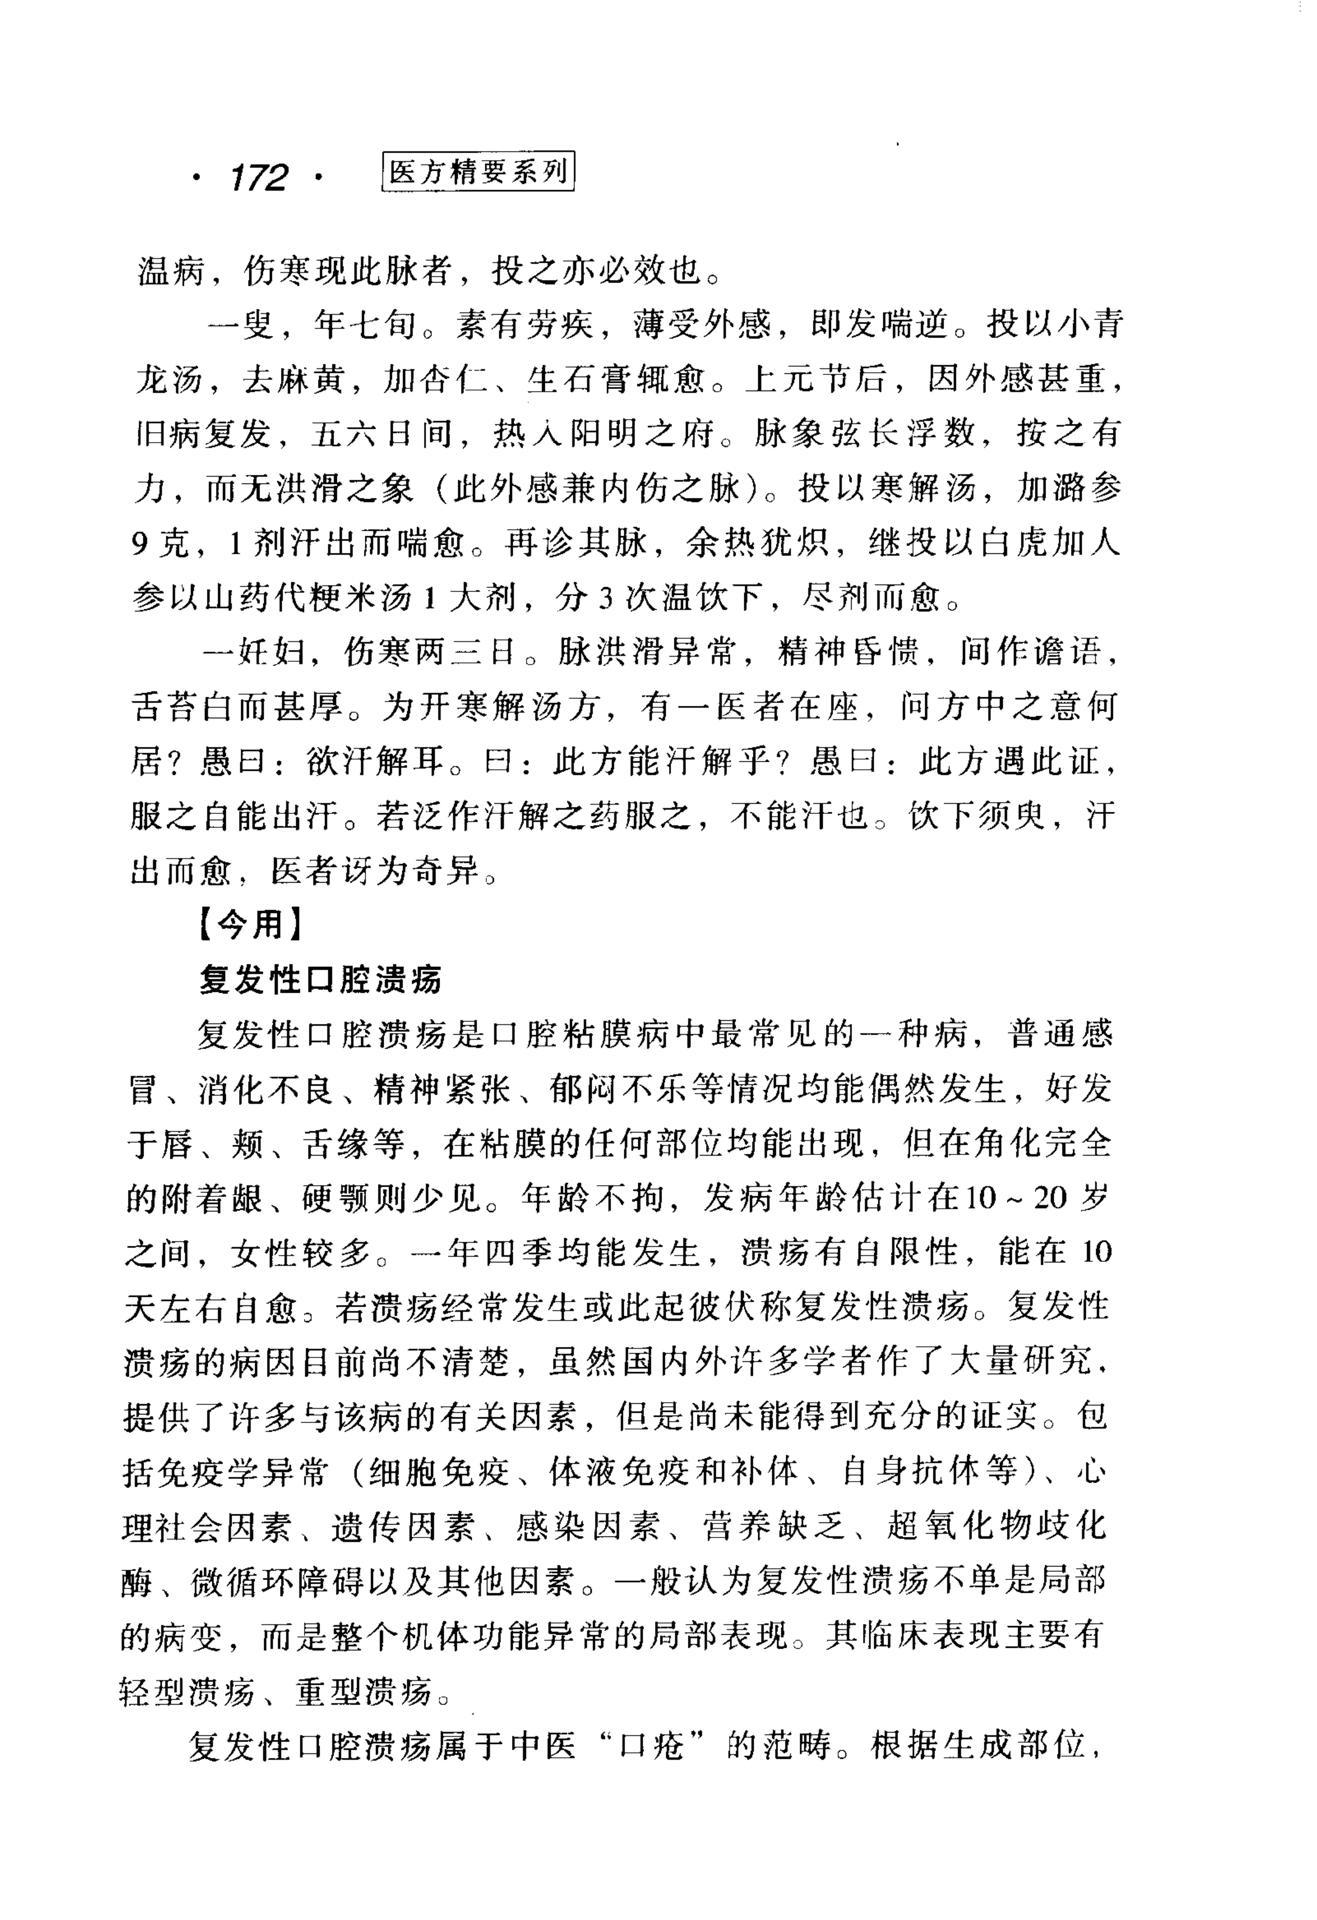 · 172 · 医方精要系列
温病，伤寒现此脉者，投之亦必效也。
一叟，年七旬。素有劳疾，薄受外感，即发喘逆。投以小青
龙汤，去麻黄，加杏仁、生石膏辄愈。上元节后，因外感甚重，
旧病复发，五六日间，热入阳明之府。脉象弦长浮数，按之有
力，而无洪滑之象（此外感兼内伤之脉）。投以寒解汤，加潞参
9克，1剂汗出而喘愈。再诊其脉，余热犹炽，继投以白虎加人
参以山药代粳米汤1大剂，分3次温饮下，尽剂而愈。
一妊妇，伤寒两三日。脉洪滑异常，精神昏愦，间作谵语，
舌苔白而甚厚。为开寒解汤方，有一医者在座，问方中之意何
居？愚曰：欲汗解耳。曰：此方能汗解乎？愚曰：此方遇此证，
服之自能出汗。若泛作汗解之药服之，不能汗也。饮下须臾，汗
出而愈，医者讶为奇异。
【今用】
复发性口腔溃疡
复发性口腔溃疡是口腔粘膜病中最常见的一种病，普通感
冒、消化不良、精神紧张、郁闷不乐等情况均能偶然发生，好发
于唇、颊、舌缘等，在粘膜的任何部位均能出现，但在角化完全
的附着龈、硬颚则少见。年龄不拘，发病年龄估计在10～20岁
之间，女性较多。一年四季均能发生，溃疡有自限性，能在10
天左右自愈。若溃疡经常发生或此起彼伏称复发性溃疡。复发性
溃疡的病因目前尚不清楚，虽然国内外许多学者作了大量研究，
提供了许多与该病的有关因素，但是尚未能得到充分的证实。包
括免疫学异常（细胞免疫、体液免疫和补体、自身抗体等）、心
理社会因素、遗传因素、感染因素、营养缺乏、超氧化物歧化
酶、微循环障碍以及其他因素。一般认为复发性溃疡不单是局部
的病变，而是整个机体功能异常的局部表现。其临床表现主要有
轻型溃疡、重型溃疡。
复发性口腔溃疡属于中医“口疮”的范畴。根据生成部位，